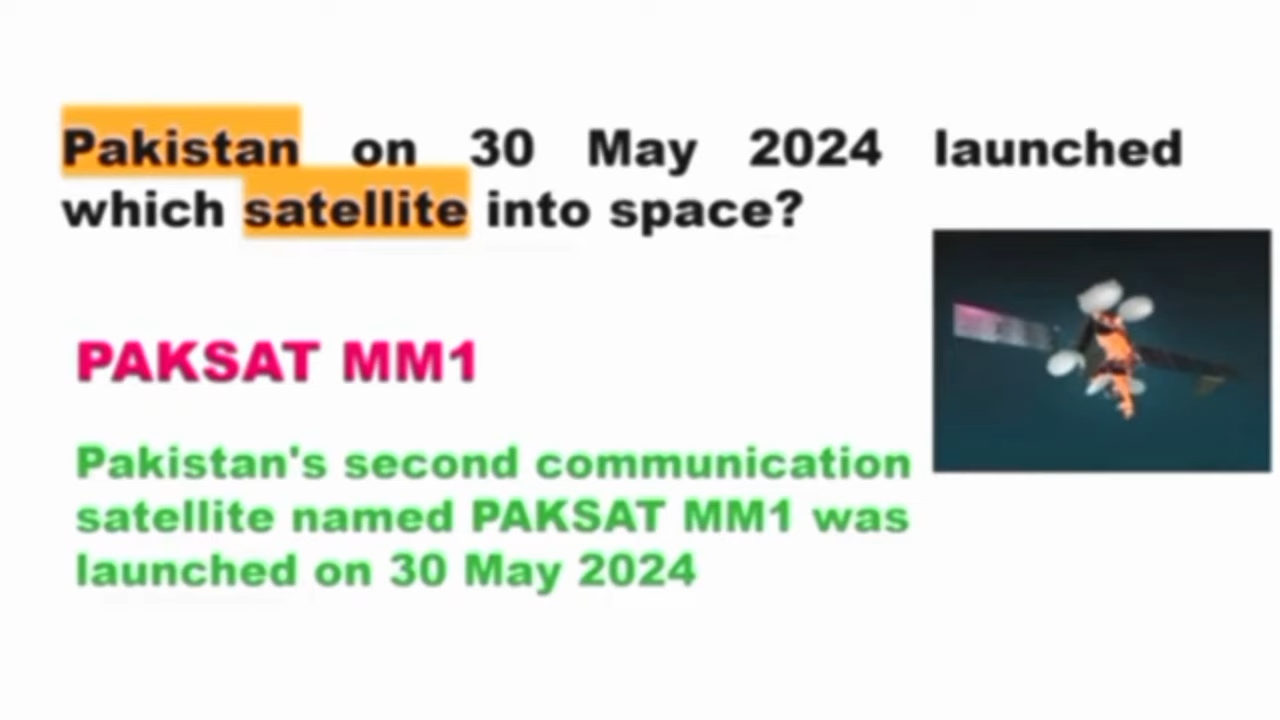 Pakistan on 30 May 2024 launched
which satellite into space?
PAKSAT MM1
Pakistan's second communication
satellite named PAKSAT MM1 was
launched on 30 May 2024